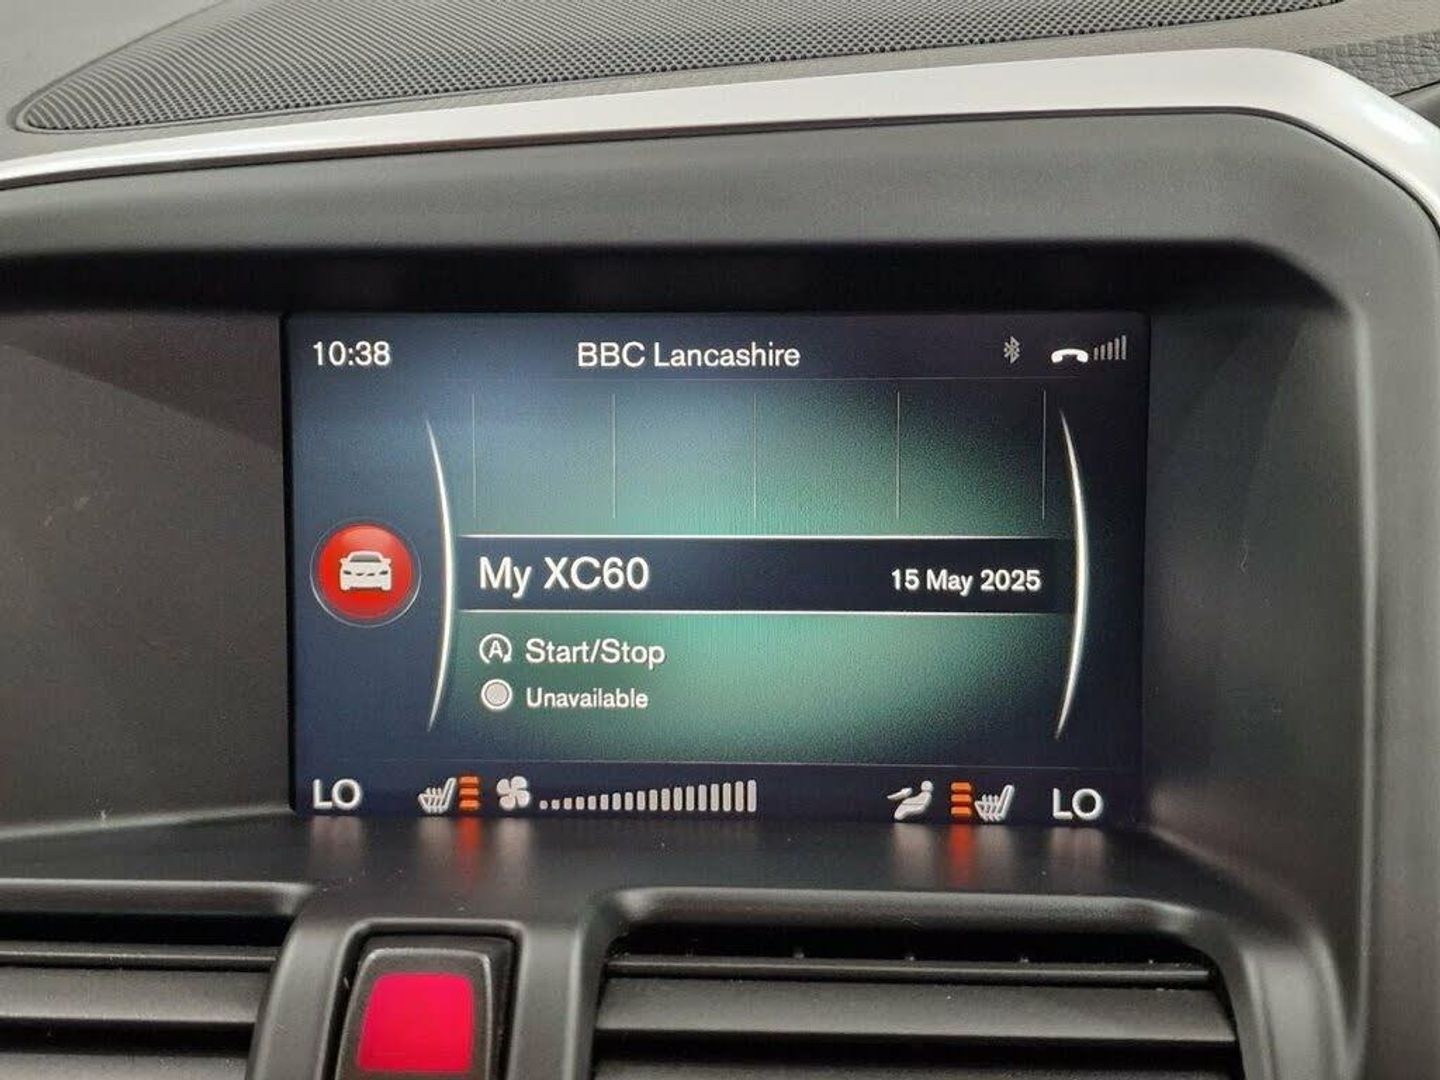 10:38 BBC Lancashire
My XC60 15 May 2025
A Start/Stop
Unavailable
LO LO